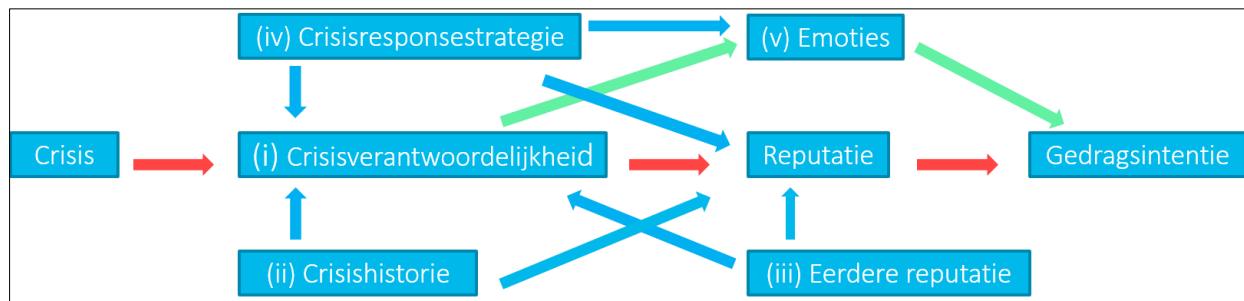 (iv) Crisisresponsestrategie
(v) Emoties
Crisis
(i) Crisisverantwoordelijkheid
Reputatie
Gedragsintentie
(ii) Crisishistorie
(iii) Eerdere reputatie